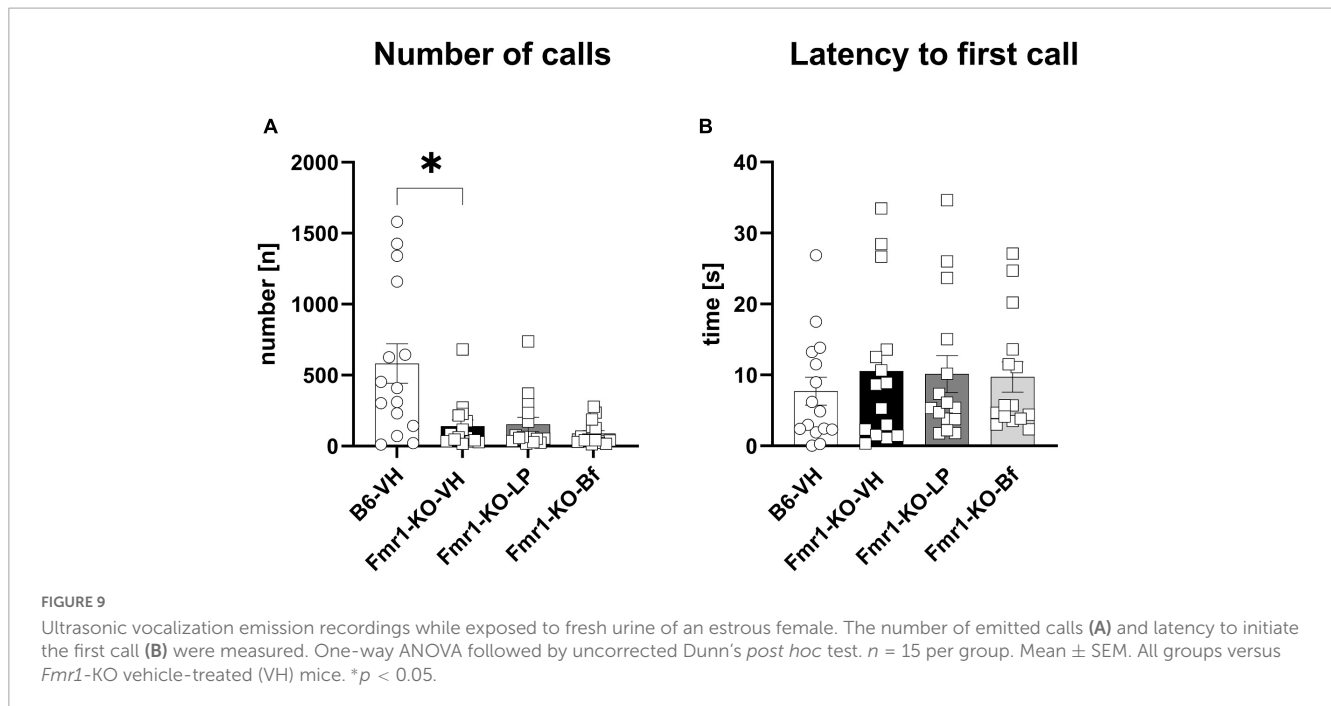 Number of calls
Latency to first call
A
2000
1500
1000
500
0
number [n]
*
B6-VH
Fmr1-KO-VH
Fmr1-KO-LP
Fmr1-KO-Bf
B
40
30
20
10
0
time [s]
B6-VH
Fmr1-KO-VH
Fmr1-KO-LP
Fmr1-KO-Bf
FIGURE 9
Ultrasonic vocalization emission recordings while exposed to fresh urine of an estrous female. The number of emitted calls (A) and latency to initiate
the first call (B) were measured. One-way ANOVA followed by uncorrected Dunn's post hoc test. n = 15 per group. Mean ± SEM. All groups versus
Fmr1-KO vehicle-treated (VH) mice. *p < 0.05.